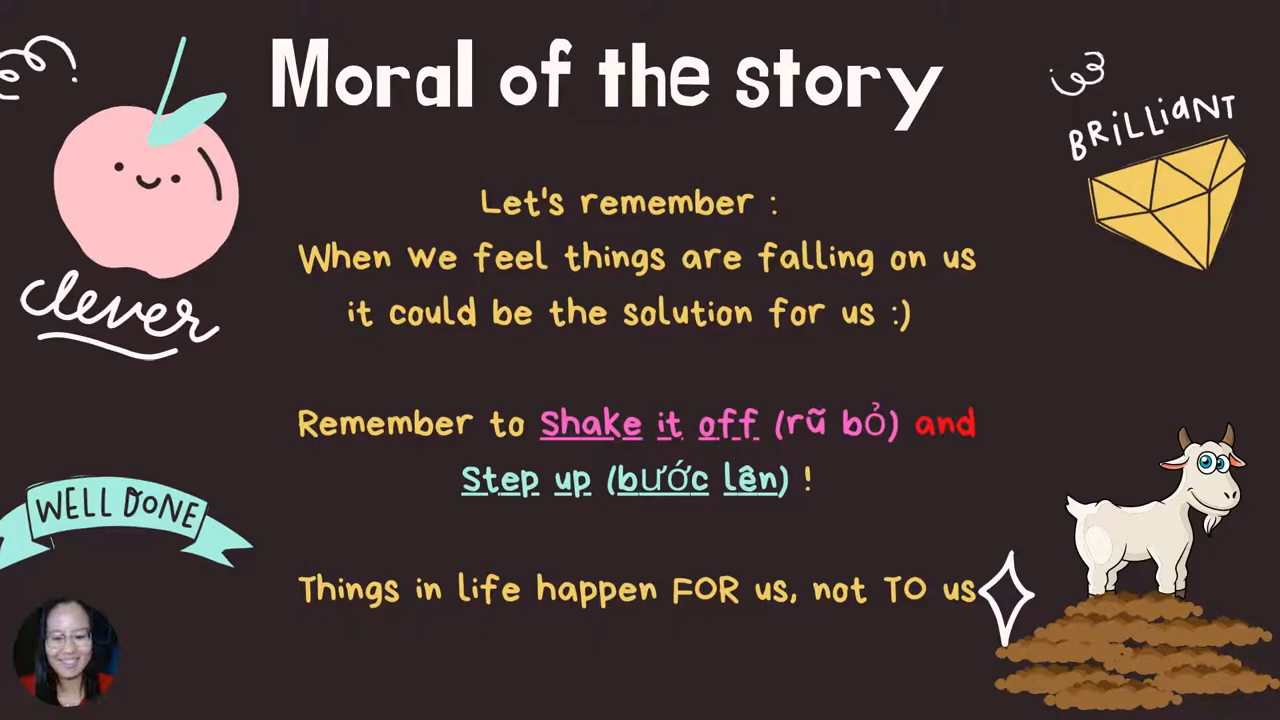 Moral of the story
clever
BRiLLiaNT
Let's remember :
When we feel things are falling on us
it could be the solution for us :)
Remember to Shake it off (rũ bỏ) and
Step up (bước lên) !
WELL DONE
Things in life happen FOR us, not TO us